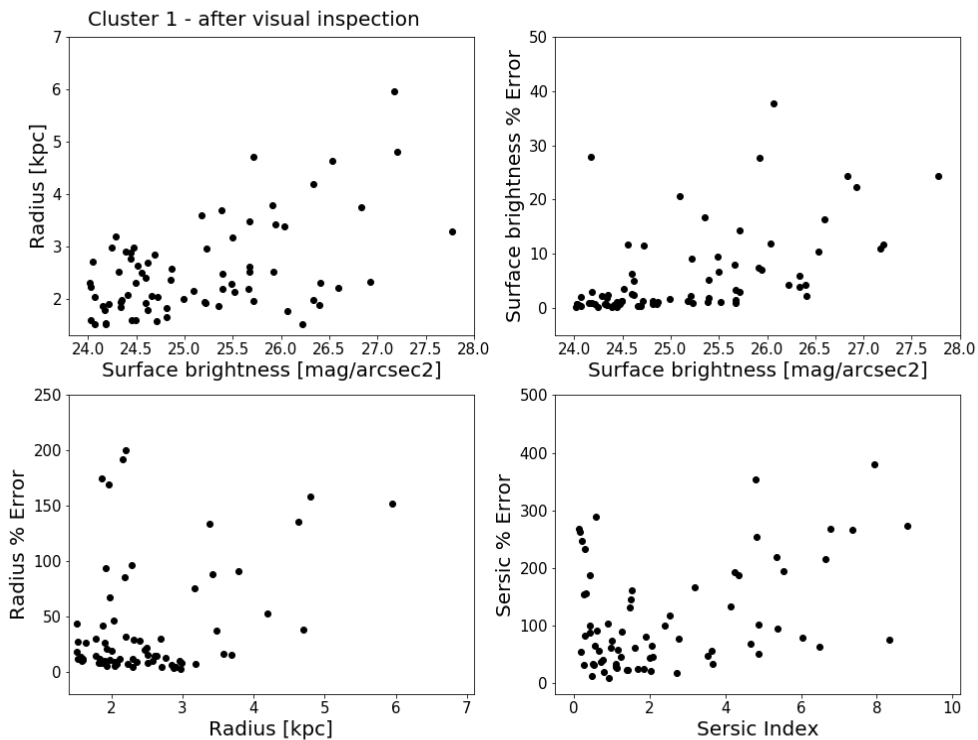 Cluster 1 - after visual inspection
7
6
5
4
3
2
Radius [kpc]
24.0 24.5 25.0 25.5 26.0 26.5 27.0 27.5 28.0
Surface brightness [mag/arcsec2]
50
40
30
20
10
0
Surface brightness % Error
24.0 24.5 25.0 25.5 26.0 26.5 27.0 27.5 28.0
Surface brightness [mag/arcsec2]
250
200
150
100
50
0
Radius % Error
2 3 4 5 6 7
Radius [kpc]
500
400
300
200
100
0
Sersic % Error
0 2 4 6 8 10
Sersic Index